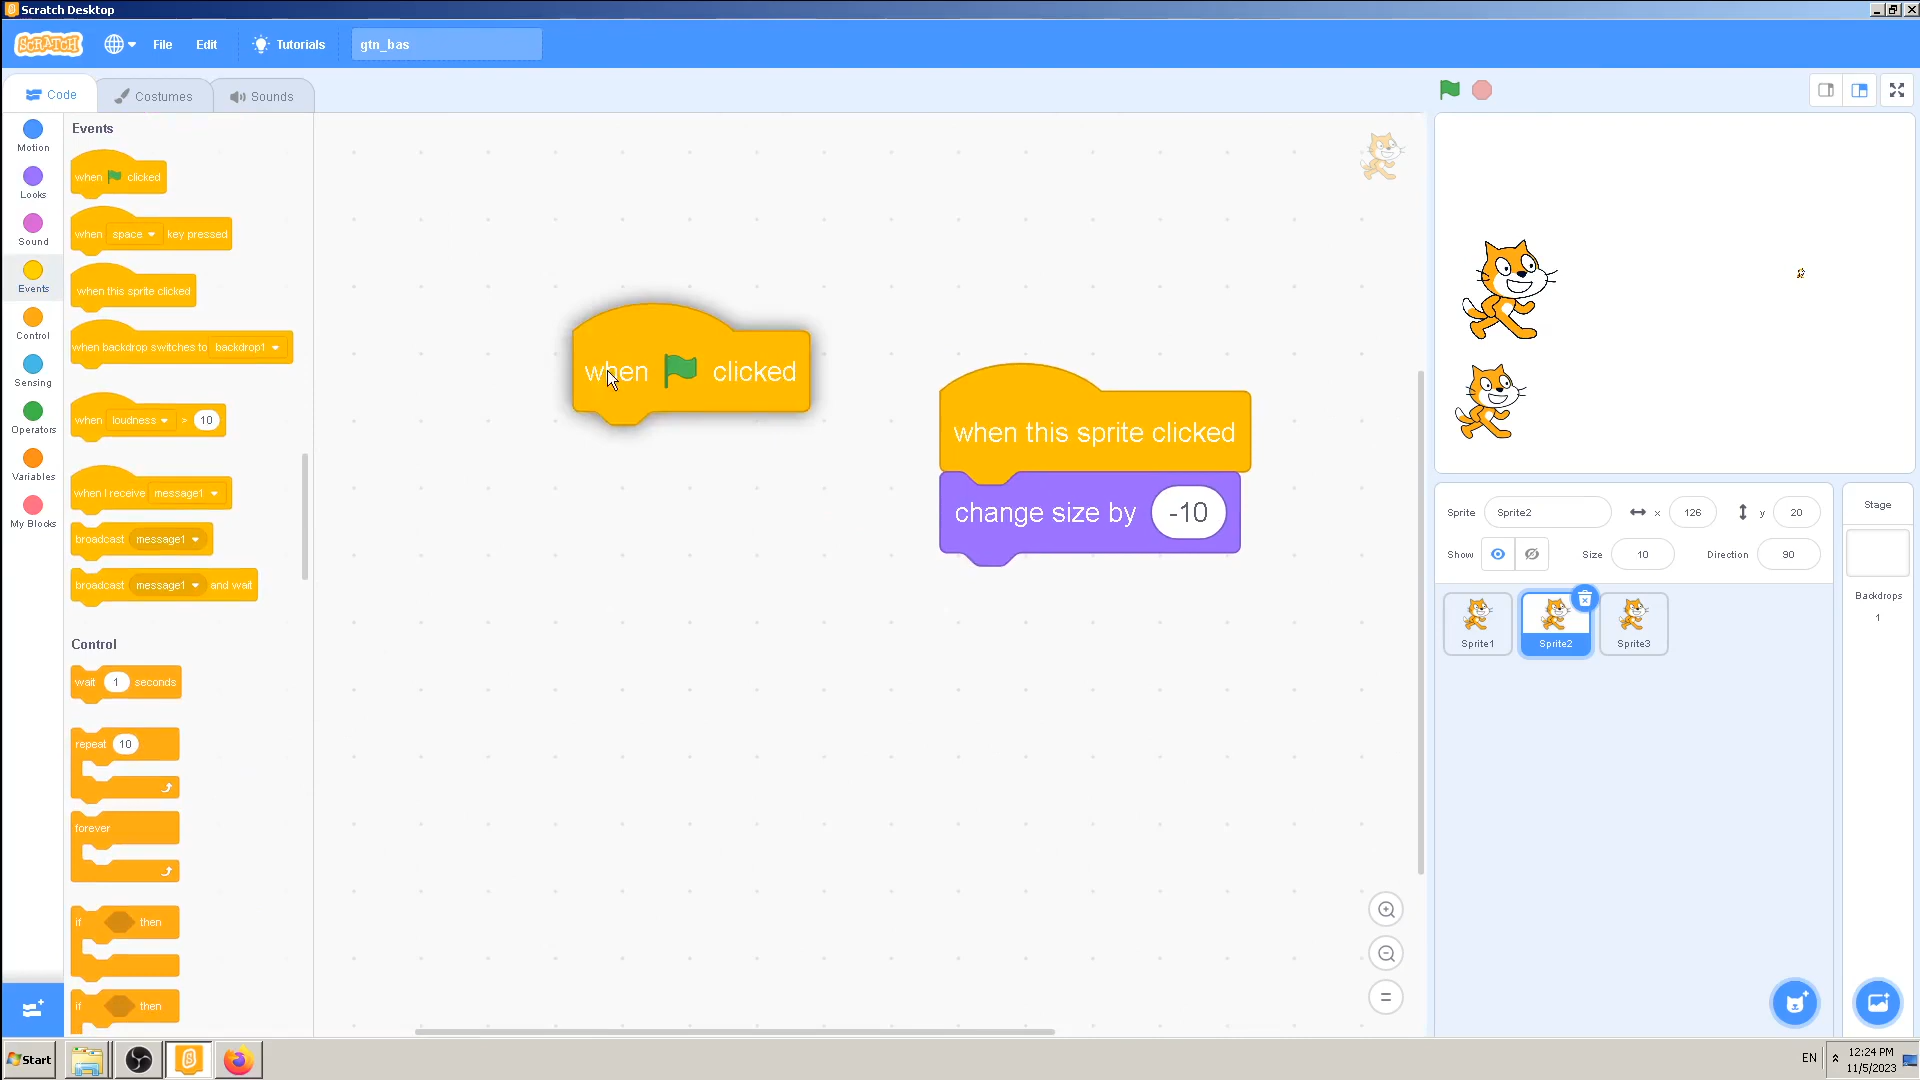 Scratch Desktop
SCRATCH
File
Edit
Tutorials
gtn_bas
Code
Costumes
Sounds
Motion
Looks
Sound
Events
Control
Sensing
Operators
Variables
My Blocks
Events
when clicked
when space key pressed
when this sprite clicked
when backdrop switches to backdrop1
when loudness > 10
when I receive message1
broadcast message1
broadcast message1 and wait
Control
wait 1 seconds
repeat 10
forever
if then
if then
when clicked
when this sprite clicked
change size by -10
Sprite Sprite2 x 126 y 20
Show Size 10 Direction 90
Sprite1
Sprite2
Sprite3
Stage
Backdrops
1
Start
EN
12:24 PM
11/5/2023